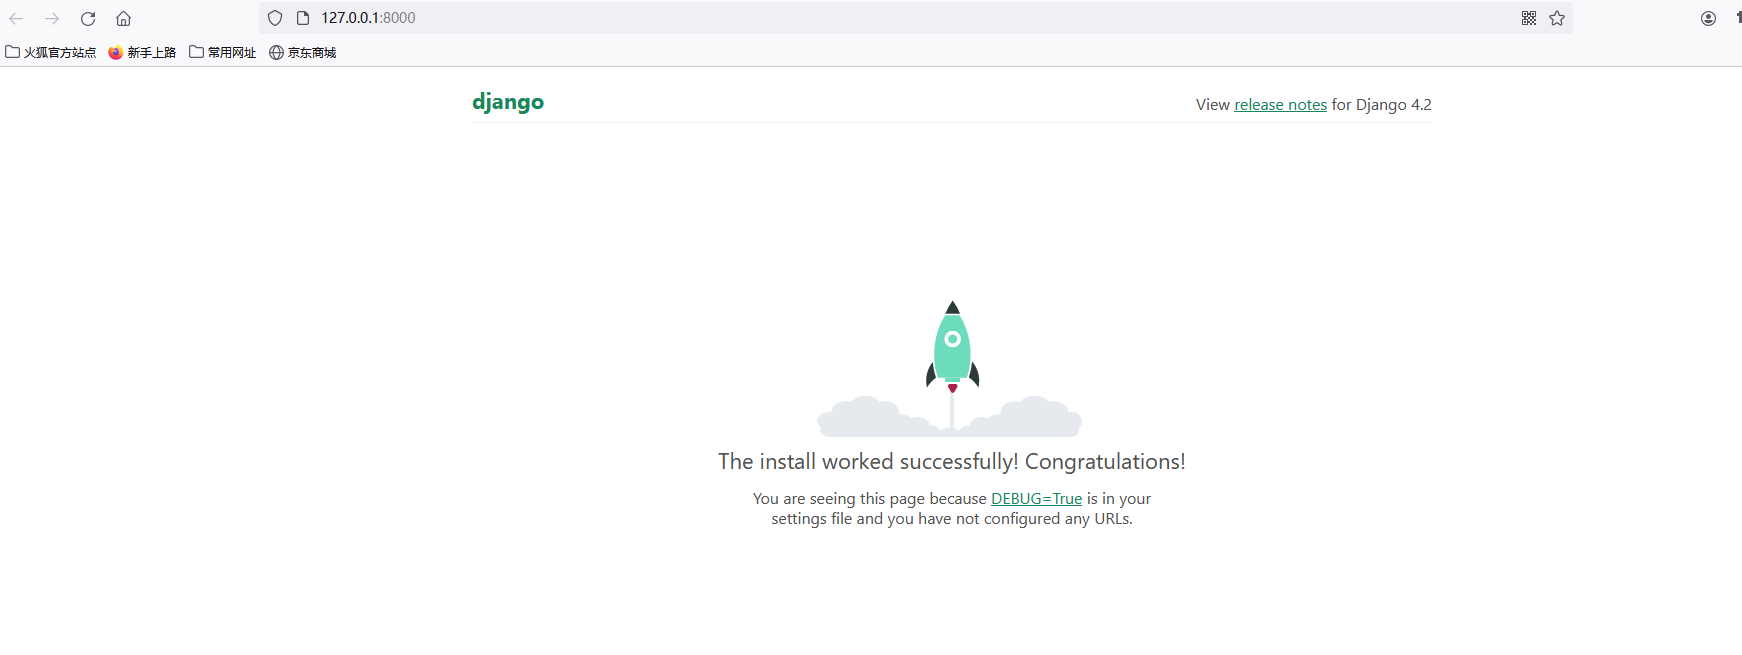 127.0.0.1:8000
火狐官方站点 新手上路 常用网址 京东商城
django
View release notes for Django 4.2
The install worked successfully! Congratulations!
You are seeing this page because DEBUG=True is in your
settings file and you have not configured any URLs.